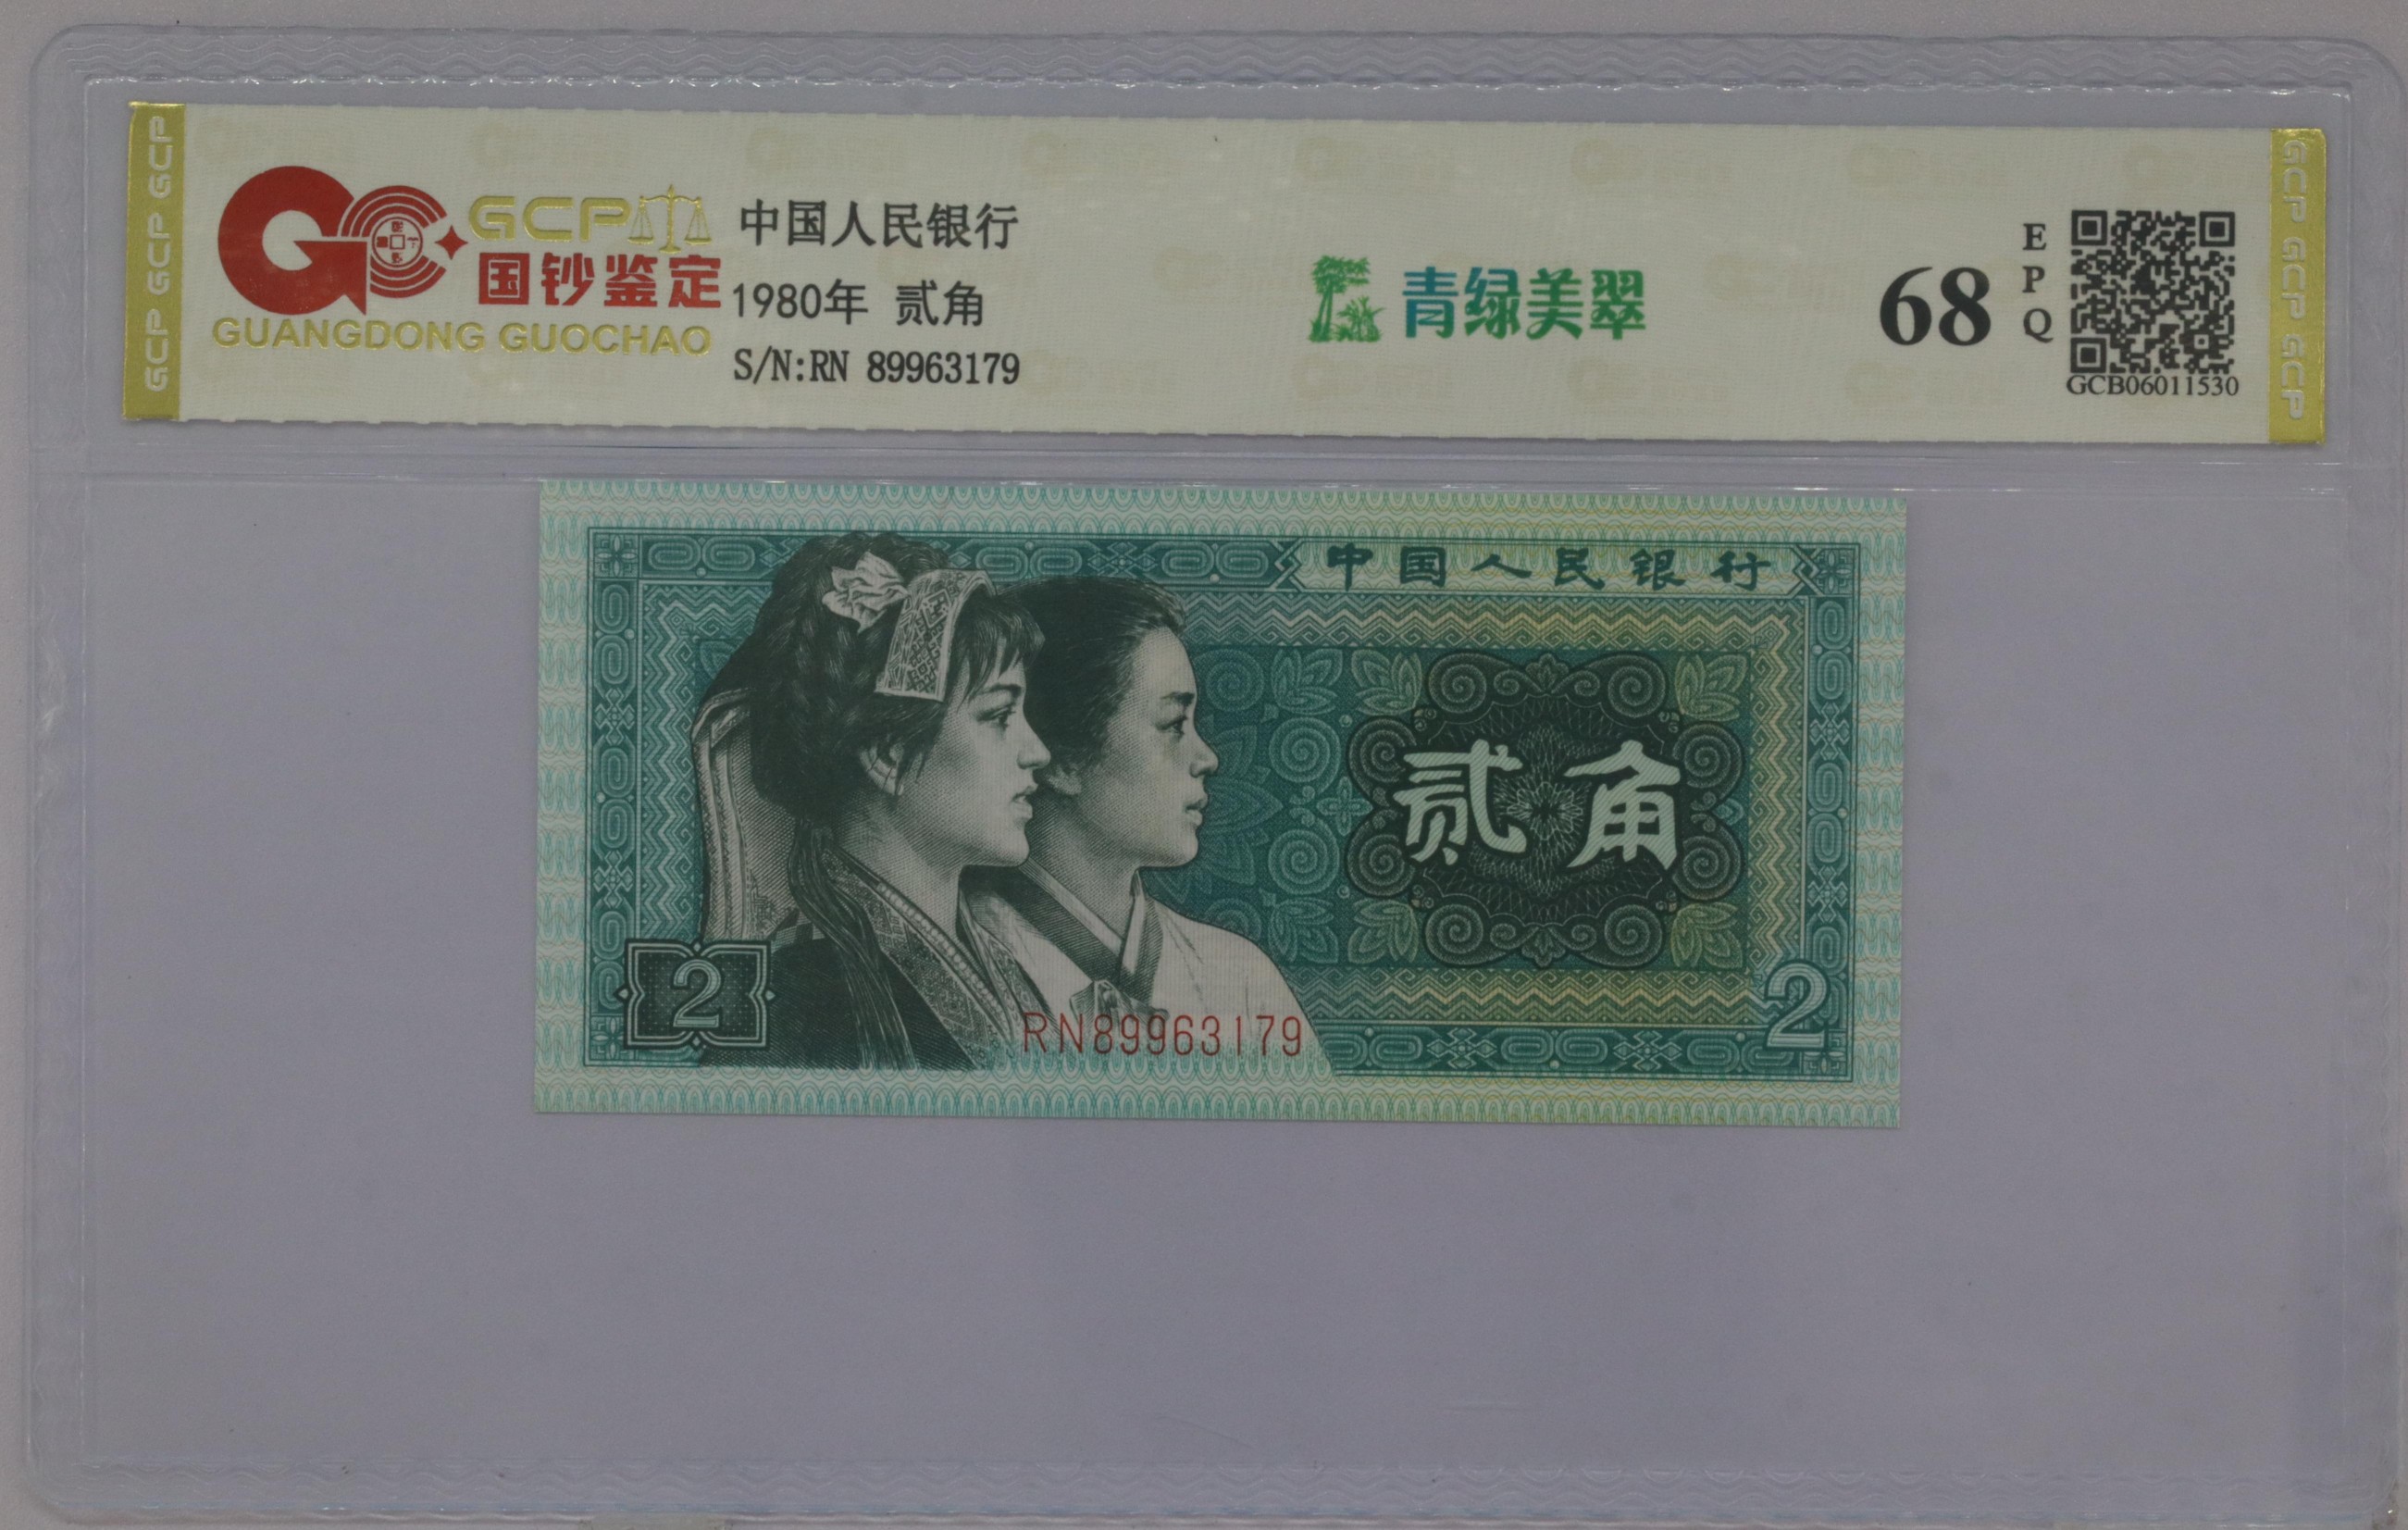 GCP GCP GCP
GCP
国钞鉴定
GUANGDONG GUOCHAO
中国人民银行
1980年 贰角
S/N:RN 89963179
青绿美翠
68
EPQ
GCB06011530
GCP GCP GCP
中国人民银行
贰角
2
RN89963179
2